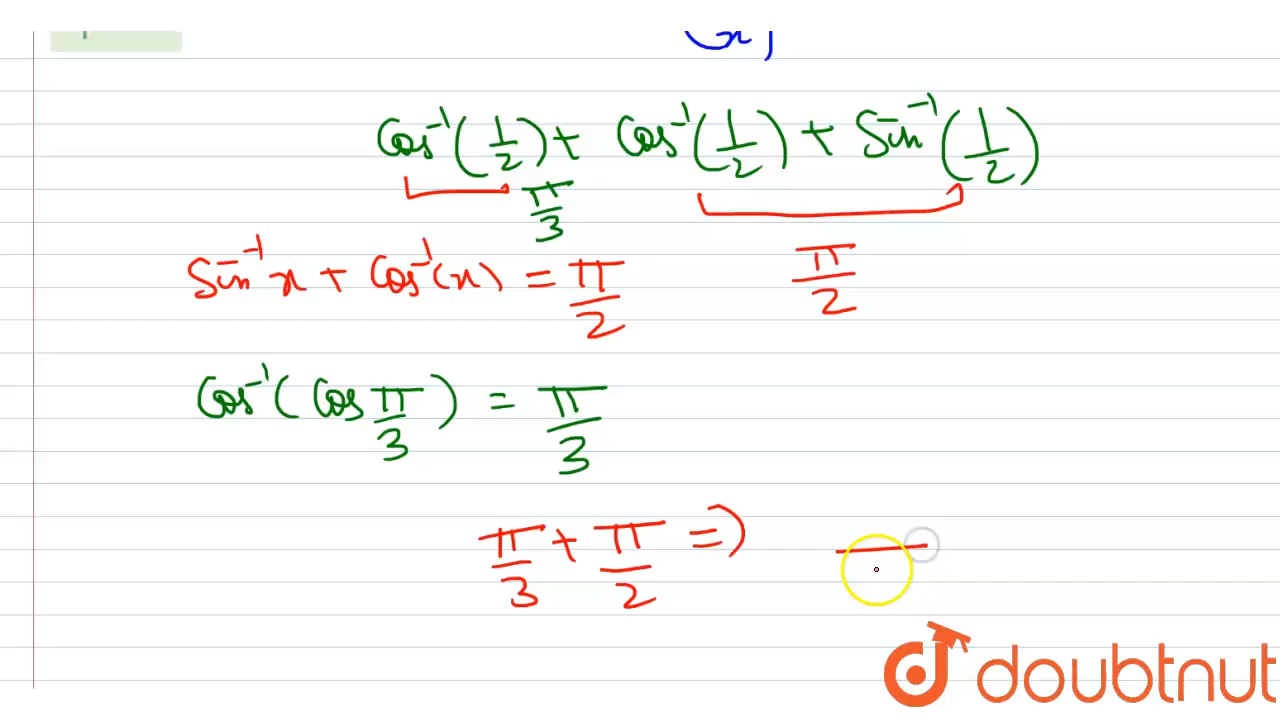 (x)
Cos⁻¹(1/2) + Cos⁻¹(1/2) + Sin⁻¹(1/2)
π/3
Sin⁻¹x + Cos⁻¹(x) = π/2
π/2
Cos⁻¹(Cos π/3) = π/3
π/3 + π/2 ⇒
doubtnut